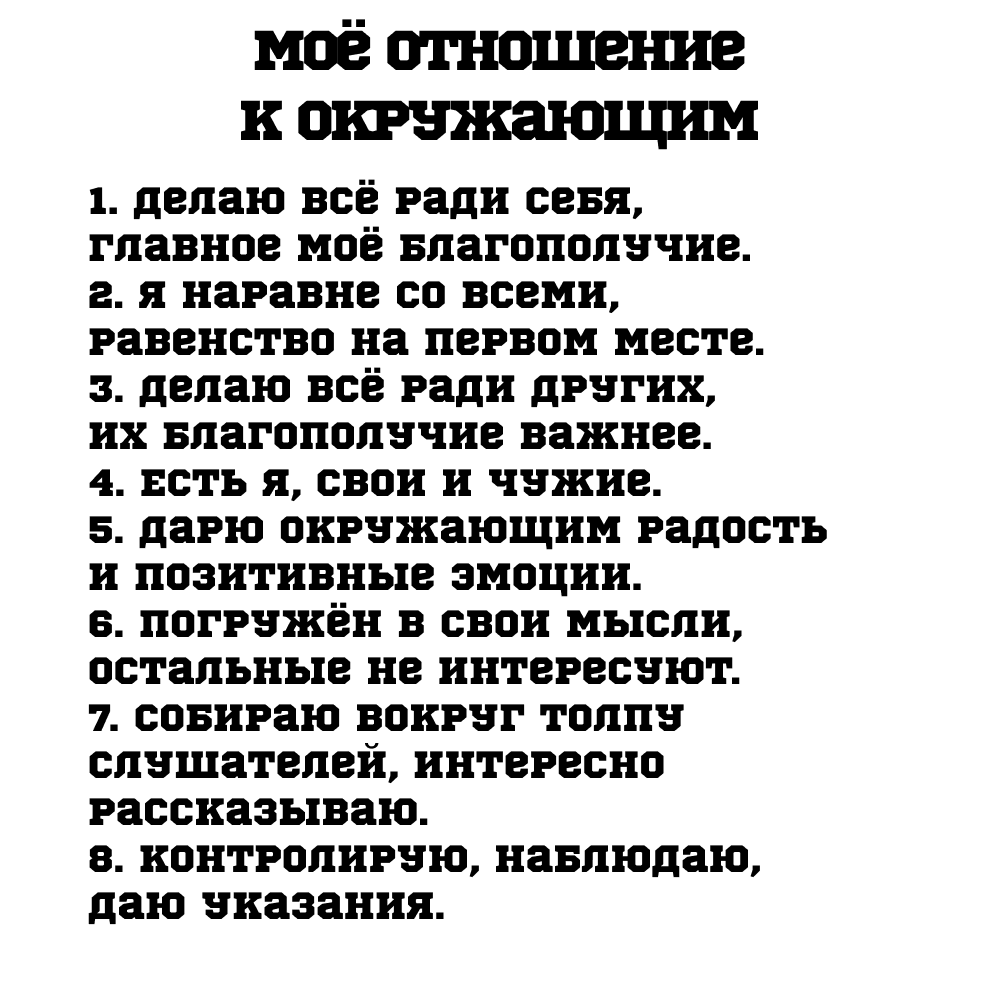 МОЁ ОТНОШЕНИЕ
К ОКРУЖАЮЩИМ
1. ДЕЛАЮ ВСЁ РАДИ СЕБЯ,
ГЛАВНОЕ МОЁ БЛАГОПОЛУЧИЕ.
2. Я НАРАВНЕ СО ВСЕМИ,
РАВЕНСТВО НА ПЕРВОМ МЕСТЕ.
3. ДЕЛАЮ ВСЁ РАДИ ДРУГИХ,
ИХ БЛАГОПОЛУЧИЕ ВАЖНЕЕ.
4. ЕСТЬ Я, СВОИ И ЧУЖИЕ.
5. ДАРЮ ОКРУЖАЮЩИМ РАДОСТЬ
И ПОЗИТИВНЫЕ ЭМОЦИИ.
6. ПОГРУЖЁН В СВОИ МЫСЛИ,
ОСТАЛЬНЫЕ НЕ ИНТЕРЕСУЮТ.
7. СОБИРАЮ ВОКРУГ ТОЛПУ
СЛУШАТЕЛЕЙ, ИНТЕРЕСНО
РАССКАЗЫВАЮ.
8. КОНТРОЛИРУЮ, НАБЛЮДАЮ,
ДАЮ УКАЗАНИЯ.